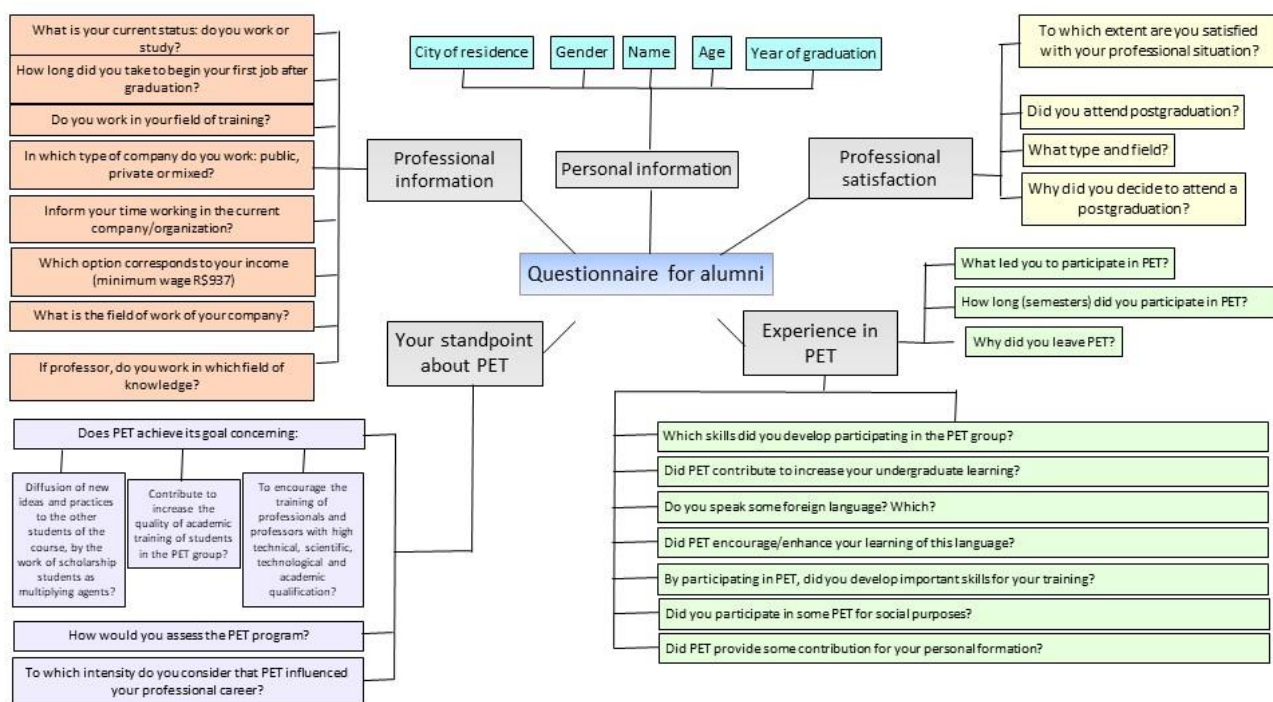 What is your current status: do you work or
study?
How long did you take to begin your first job after
graduation?
Do you work in your field of training?
In which type of company do you work: public,
private or mixed?
Inform your time working in the current
company/organization?
Which option corresponds to your income
(minimum wage R$937)
What is the field of work of your company?
If professor, do you work in which field of
knowledge?
Professional
information
City of residence
Gender
Name
Age
Year of graduation
Personal information
Professional
satisfaction
To which extent are you satisfied
with your professional situation?
Did you attend postgraduation?
What type and field?
Why did you decide to attend a
postgraduation?
Questionnaire for alumni
Your standpoint
about PET
Experience in
PET
What led you to participate in PET?
How long (semesters) did you participate in PET?
Why did you leave PET?
Does PET achieve its goal concerning:
Diffusion of new
ideas and practices
to the other
students of the
course, by the
work of scholarship
students as
multiplying agents?
Contribute to
increase the
quality of academic
training of students
in the PET group?
To encourage the
training of
professionals and
professors with high
technical, scientific,
technological and
academic
qualification?
How would you assess the PET program?
To which intensity do you consider that PET influenced
your professional career?
Which skills did you develop participating in the PET group?
Did PET contribute to increase your undergraduate learning?
Do you speak some foreign language? Which?
Did PET encourage/enhance your learning of this language?
By participating in PET, did you develop important skills for your training?
Did you participate in some PET for social purposes?
Did PET provide some contribution for your personal formation?